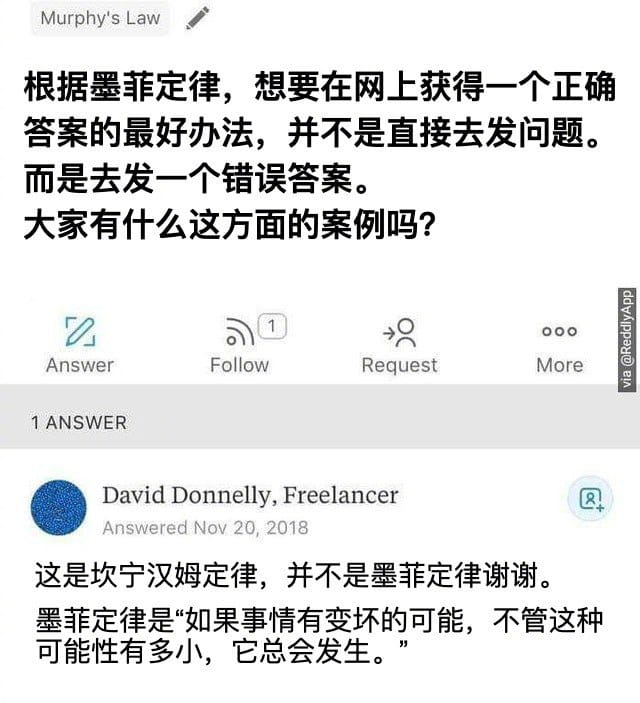 Murphy's Law
根据墨菲定律，想要在网上获得一个正确
答案的最好办法，并不是直接去发问题。
而是去发一个错误答案。
大家有什么这方面的案例吗？
1
Answer
Follow
Request
More
via @ReddlyApp
1 ANSWER
David Donnelly, Freelancer
Answered Nov 20, 2018
这是坎宁汉姆定律，并不是墨菲定律谢谢。
墨菲定律是“如果事情有变坏的可能，不管这种
可能性有多小，它总会发生。”